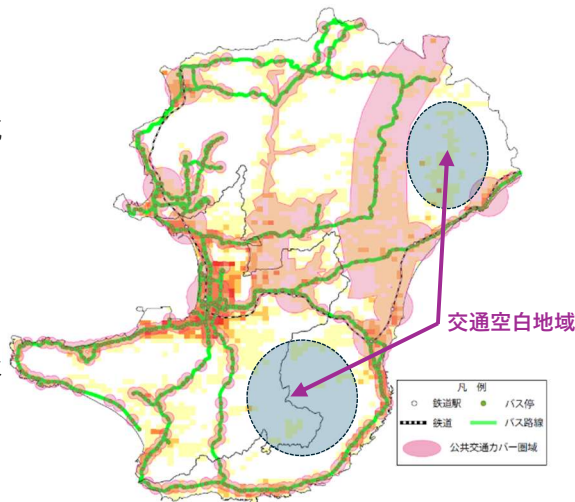 交通空白地域
凡 例
鉄道駅 バス停
鉄道 バス路線
公共交通カバー圏域